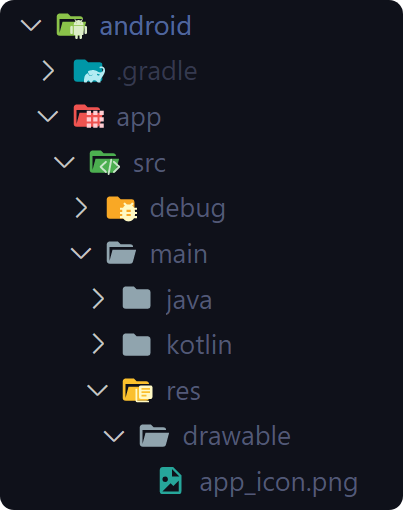 android
.gradle
app
src
debug
main
java
kotlin
res
drawable
app_icon.png